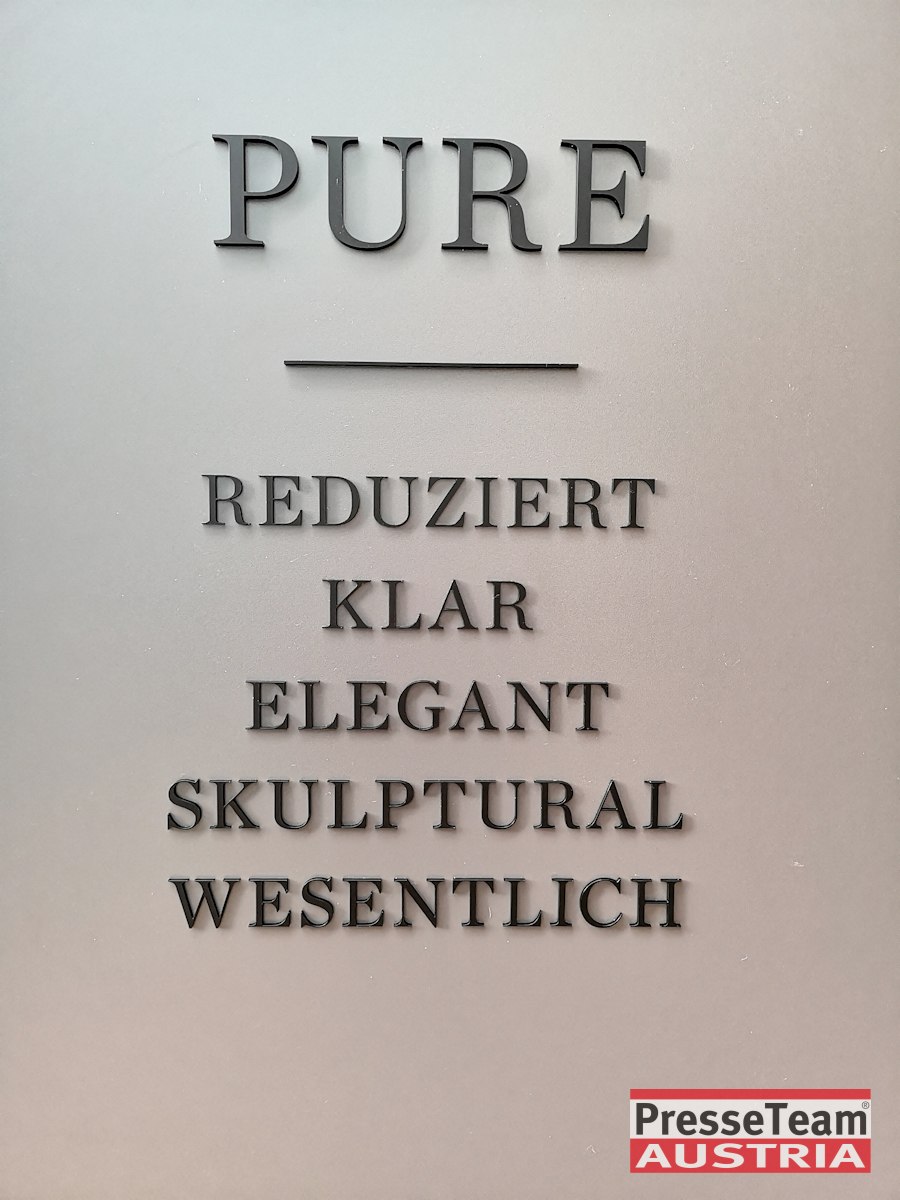 PURE
REDUZIERT
KLAR
ELEGANT
SKULPTURAL
WESENTLICH
PresseTeam®
AUSTRIA